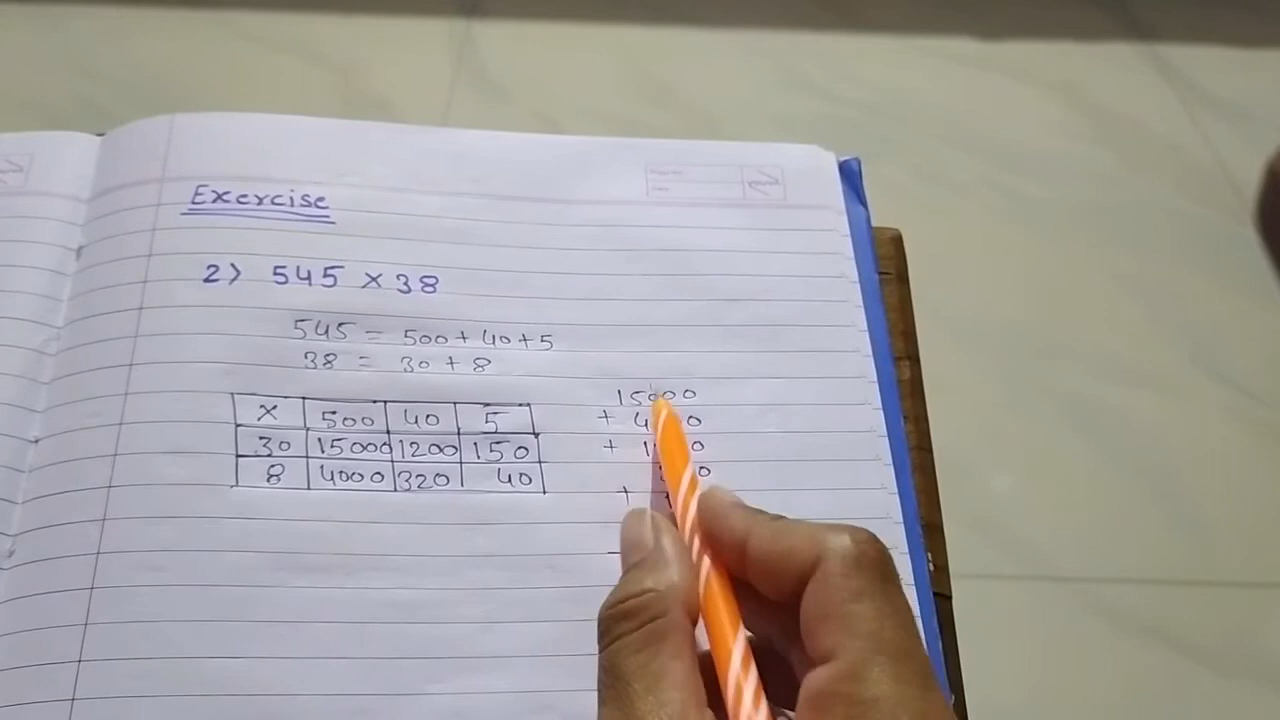 Exercise
2) 545 × 38
545 = 500 + 40 + 5
38 = 30 + 8
× 500 40 5
30 15000 1200 150
8 4000 320 40
15000
+
+
+